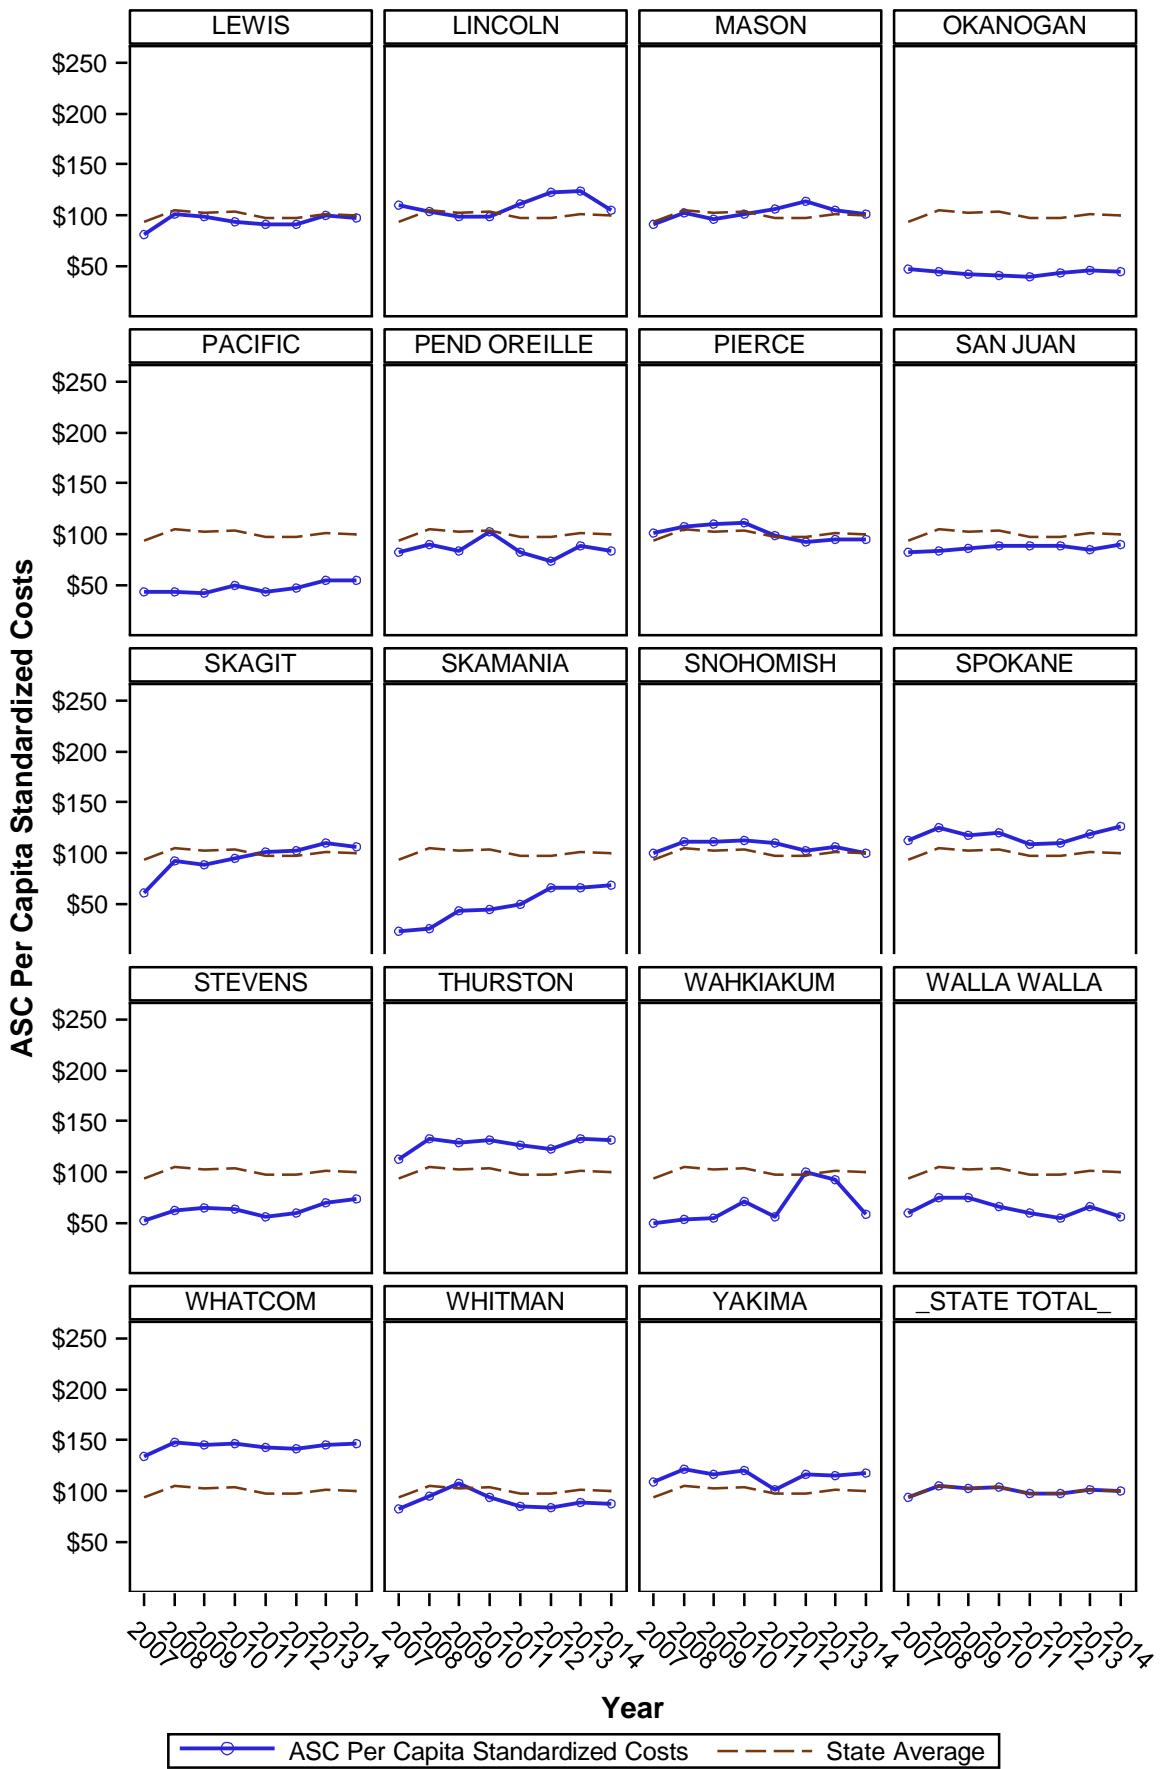 LEWIS LINCOLN MASON OKANOGAN
$250
$200
$150
$100
$50
PACIFIC PEND OREILLE PIERCE SAN JUAN
$250
$200
$150
$100
$50
SKAGIT SKAMANIA SNOHOMISH SPOKANE
$250
$200
$150
$100
$50
STEVENS THURSTON WAHKIAKUM WALLA WALLA
$250
$200
$150
$100
$50
WHATCOM WHITMAN YAKIMA _STATE TOTAL_
$250
$200
$150
$100
$50
ASC Per Capita Standardized Costs
2007 2008 2009 2010 2011 2012 2013 2014 2007 2008 2009 2010 2011 2012 2013 2014 2007 2008 2009 2010 2011 2012 2013 2014 2007 2008 2009 2010 2011 2012 2013 2014
Year
ASC Per Capita Standardized Costs State Average